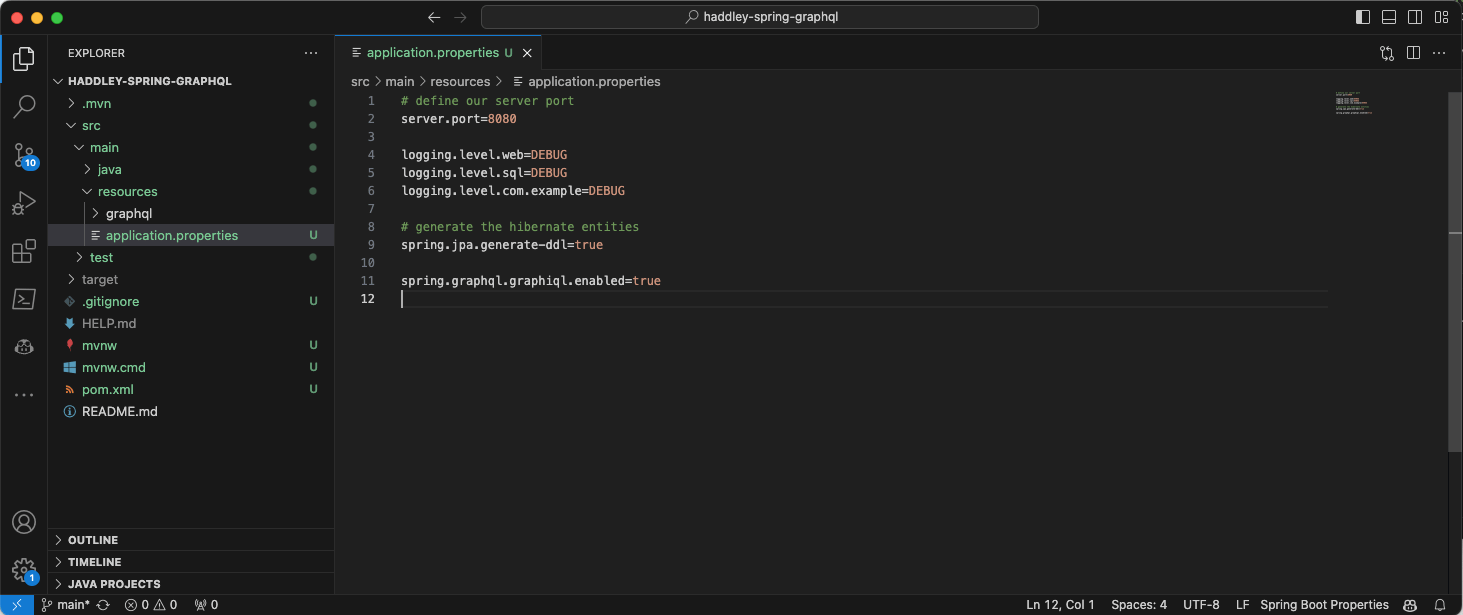 haddley-spring-graphql
EXPLORER
HADDLEY-SPRING-GRAPHQL
.mvn
src
main
java
resources
graphql
application.properties U
test
target
.gitignore U
HELP.md
mvnw U
mvnw.cmd U
pom.xml U
README.md
OUTLINE
TIMELINE
JAVA PROJECTS
10
1
application.properties U
src > main > resources > application.properties
1 # define our server port
2 server.port=8080
3
4 logging.level.web=DEBUG
5 logging.level.sql=DEBUG
6 logging.level.com.example=DEBUG
7
8 # generate the hibernate entities
9 spring.jpa.generate-ddl=true
10
11 spring.graphql.graphiql.enabled=true
12
main* 0 0 0 Ln 12, Col 1 Spaces: 4 UTF-8 LF Spring Boot Properties